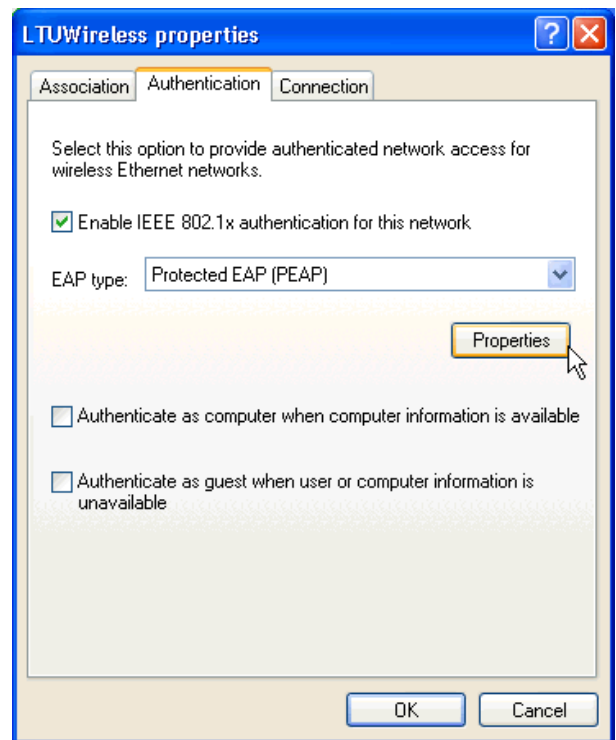 LTUWireless properties
Association Authentication Connection
Select this option to provide authenticated network access for
wireless Ethernet networks.
Enable IEEE 802.1x authentication for this network
EAP type: Protected EAP (PEAP)
Properties
Authenticate as computer when computer information is available
Authenticate as guest when user or computer information is
unavailable
OK Cancel